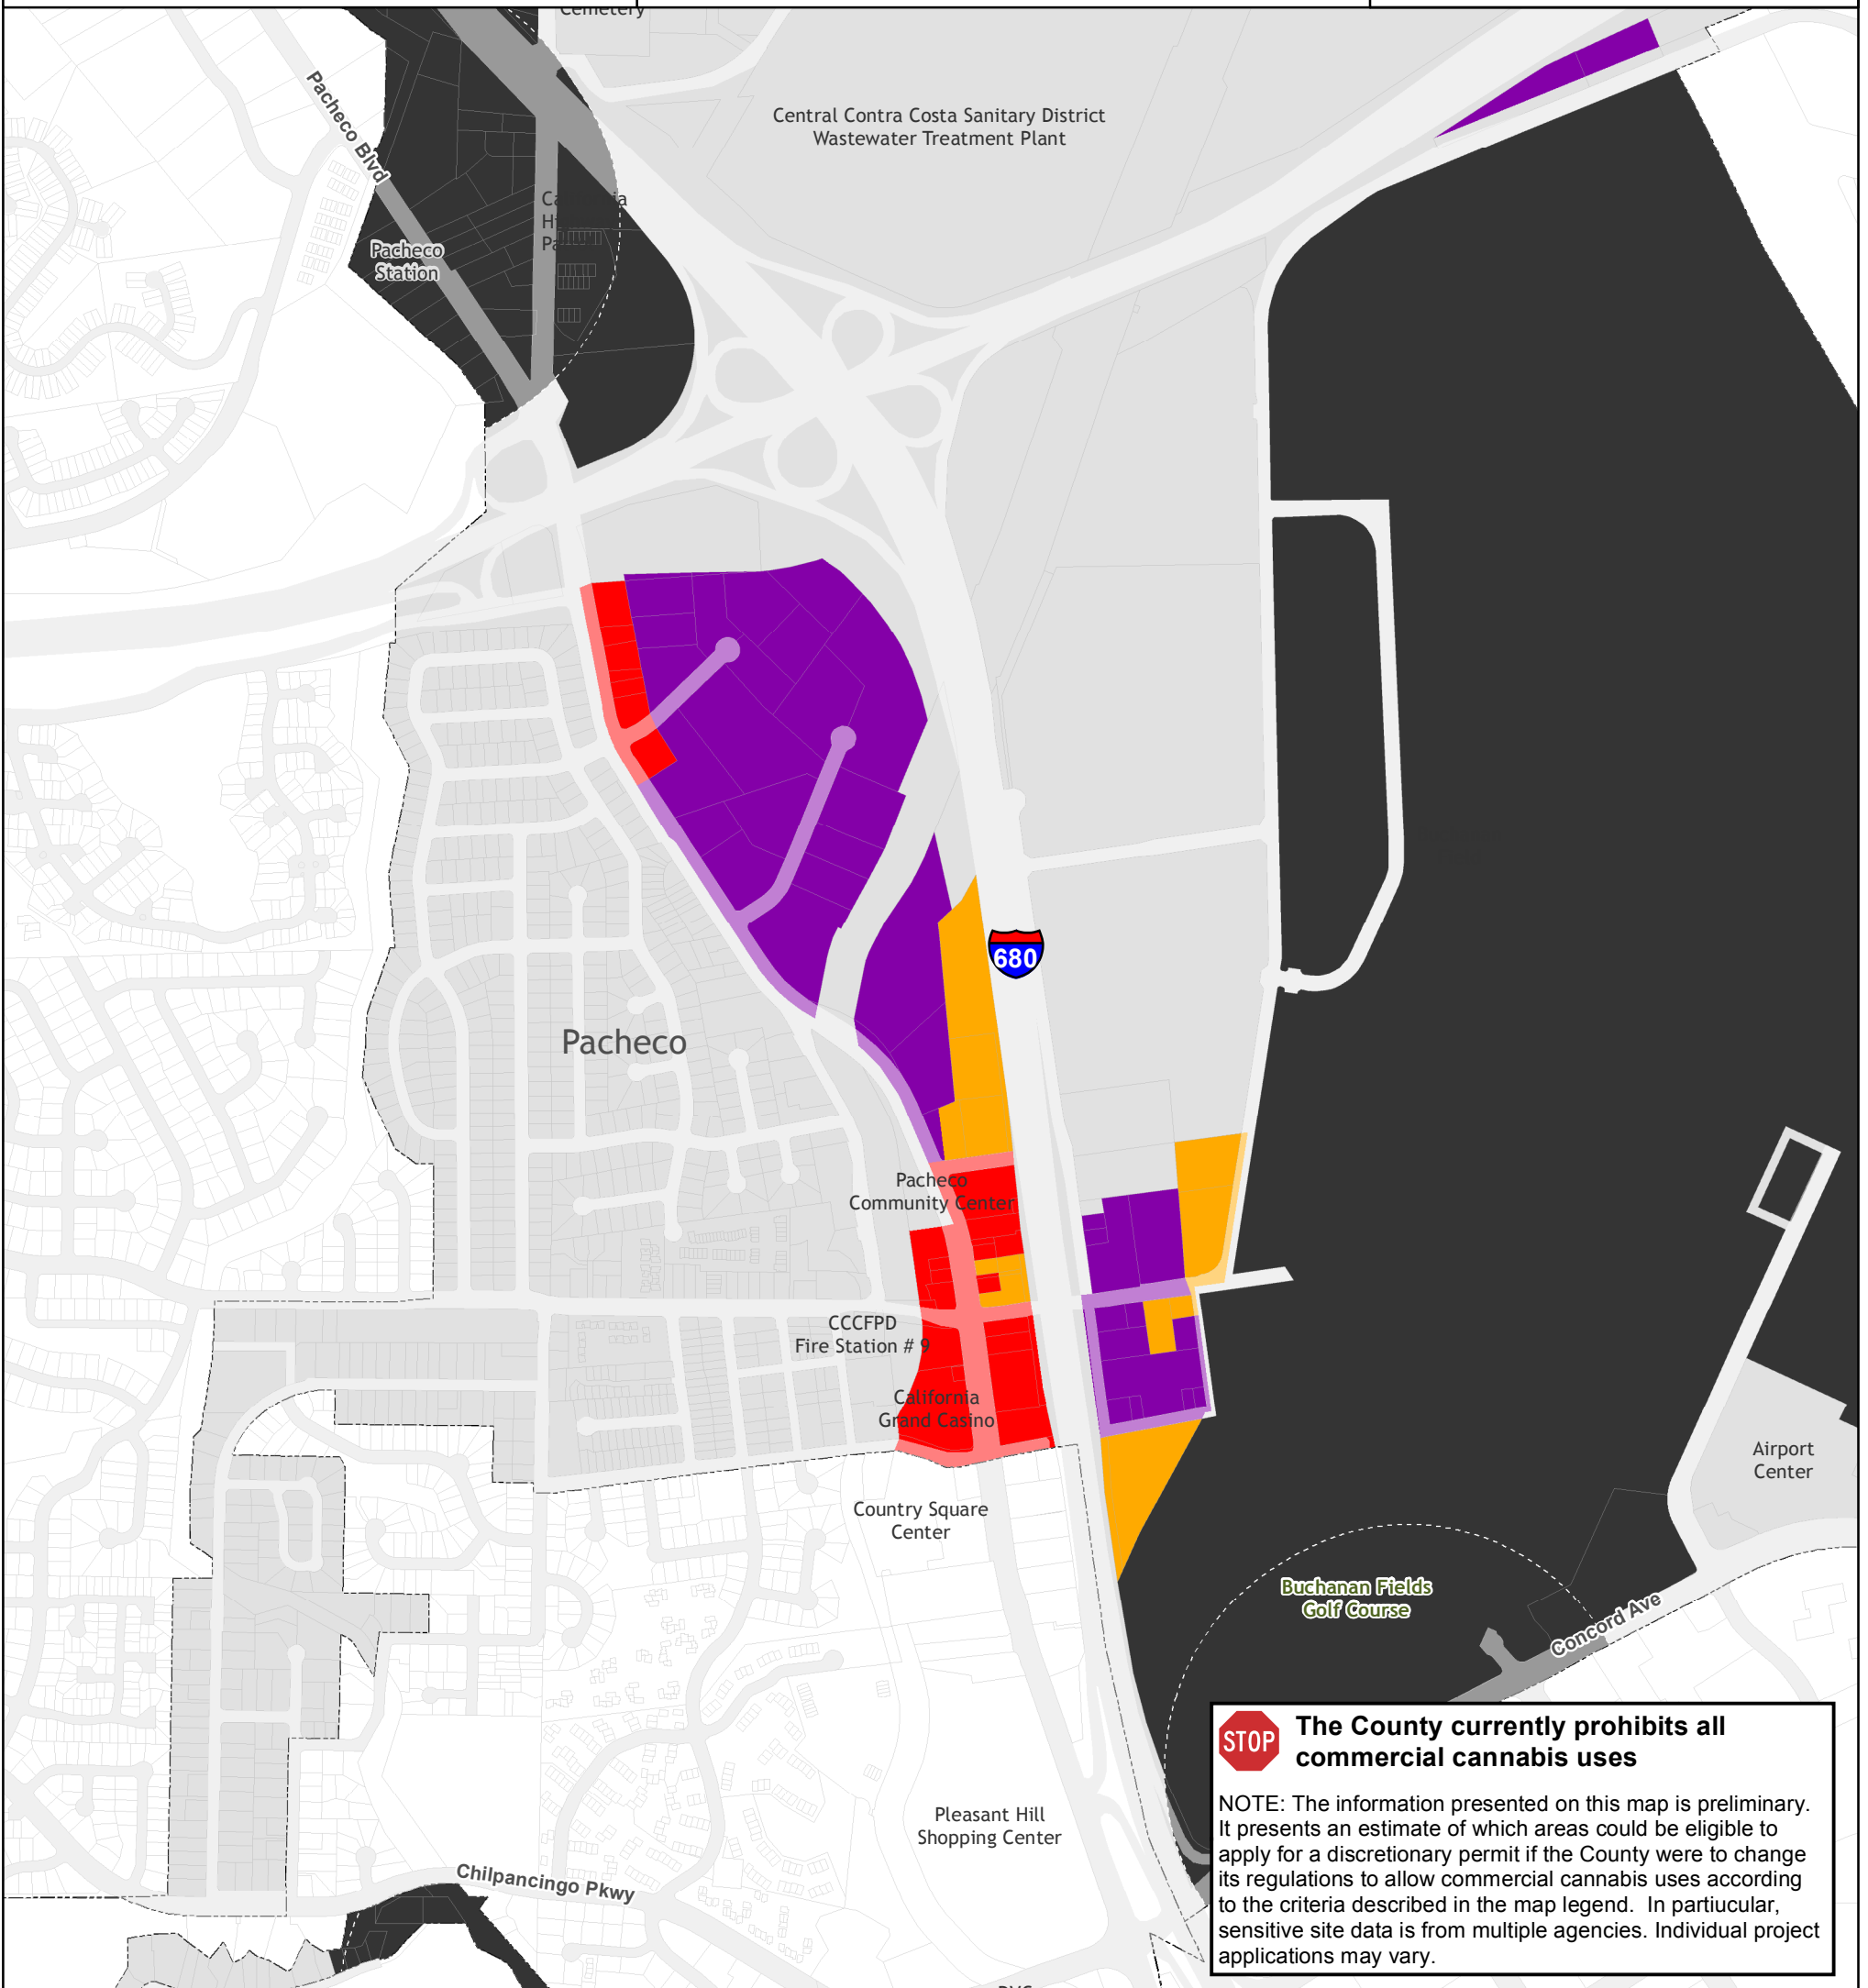 Cemetery
Central Contra Costa Sanitary District
Wastewater Treatment Plant
Pacheco Blvd
Pacheco
Station
680
Pacheco
Pacheco
Community Center
CCCFPD
Fire Station # 9
California
Grand Casino
Country Square
Center
Airport
Center
Buchanan Fields
Golf Course
Concord Ave
Pleasant Hill
Shopping Center
Chilpancingo Pkwy
STOP
The County currently prohibits all
commercial cannabis uses
NOTE: The information presented on this map is preliminary.
It presents an estimate of which areas could be eligible to
apply for a discretionary permit if the County were to change
its regulations to allow commercial cannabis uses according
to the criteria described in the map legend.  In partiucular,
sensitive site data is from multiple agencies. Individual project
applications may vary.